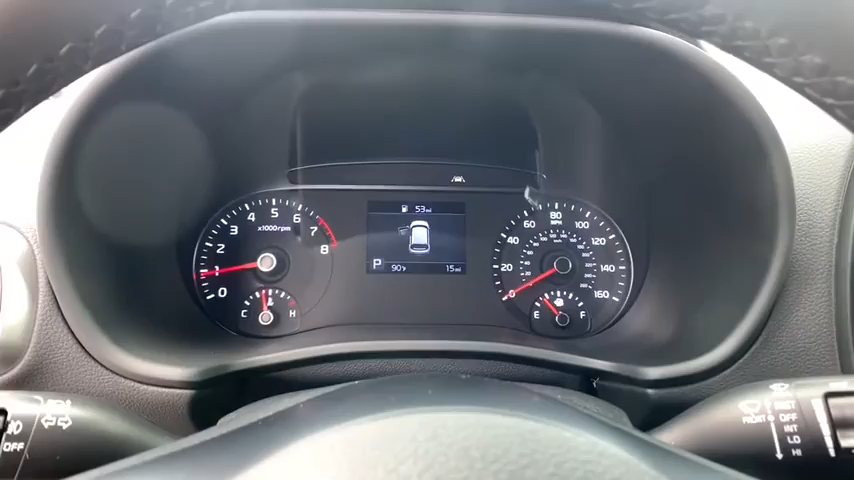 53mi
P
90°F
15mi
0
1
2
3
4
5
6
7
8
x1000rpm
C
H
0
20
40
60
80
100
120
140
160
MPH
E
F
OFF
MIST
OFF
INT
LO
HI
FRONT